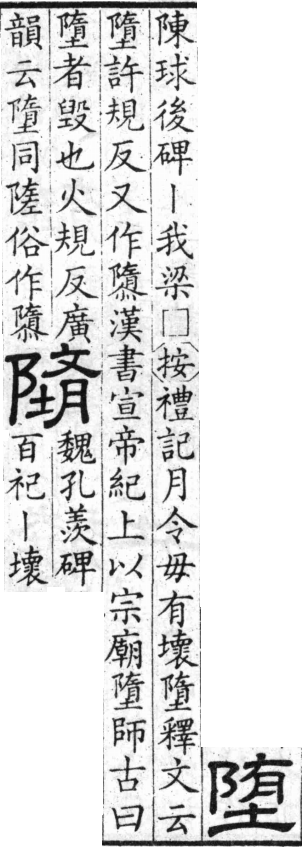 堕
陳球後碑丨我梁□按禮記月令毋有壞墮釋文云
墮許規反又作隳漢書宣帝紀上以宗廟墮師古曰
墮者毀也火規反廣
韻云墮同隓俗作隳
魏孔羨碑
百祀丨壞